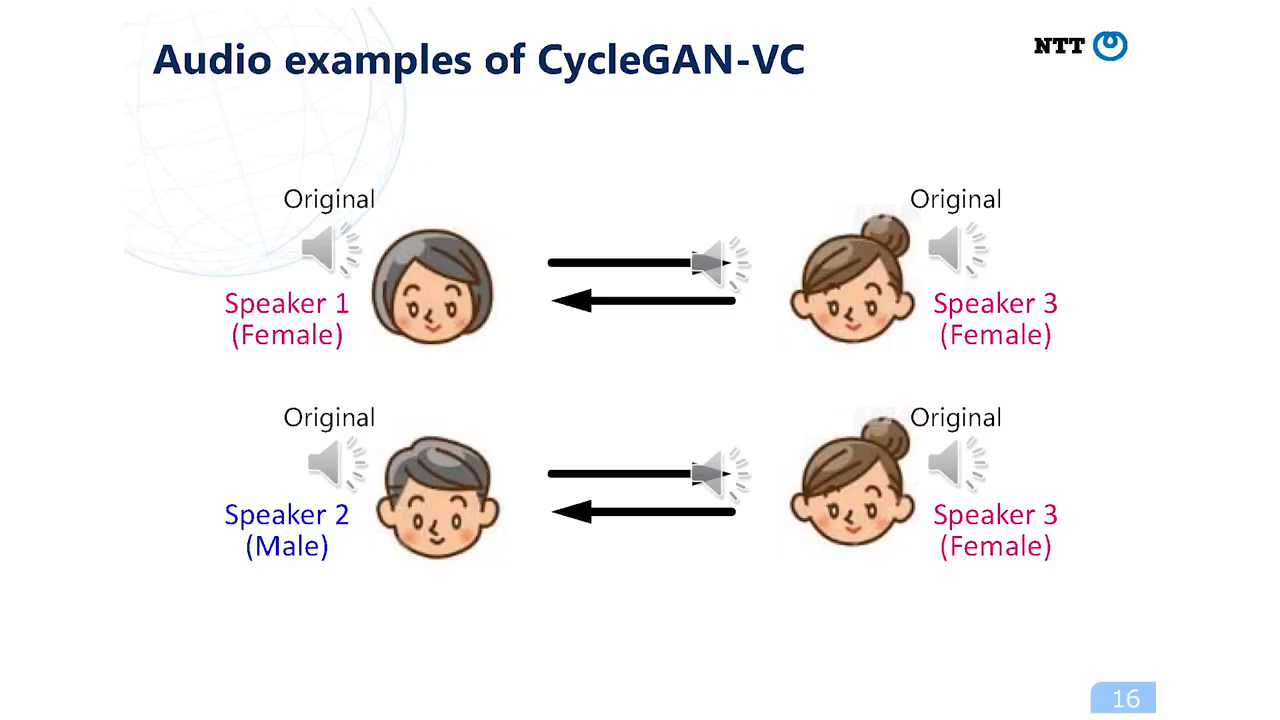 Audio examples of CycleGAN-VC
NTT
Original
Original
Speaker 1
(Female)
Speaker 3
(Female)
Original
Original
Speaker 2
(Male)
Speaker 3
(Female)
16